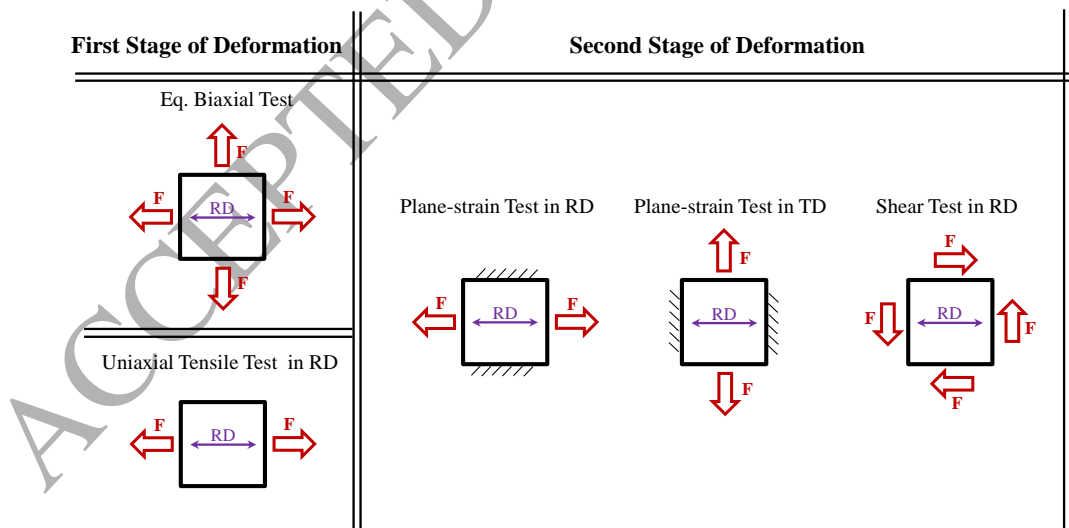 First Stage of Deformation
Second Stage of Deformation
Eq. Biaxial Test
F
F
RD
F
F
Plane-strain Test in RD
F
RD
F
Plane-strain Test in TD
F
RD
F
Shear Test in RD
F
F
RD
F
F
Uniaxial Tensile Test in RD
F
RD
F
ACCEPTED